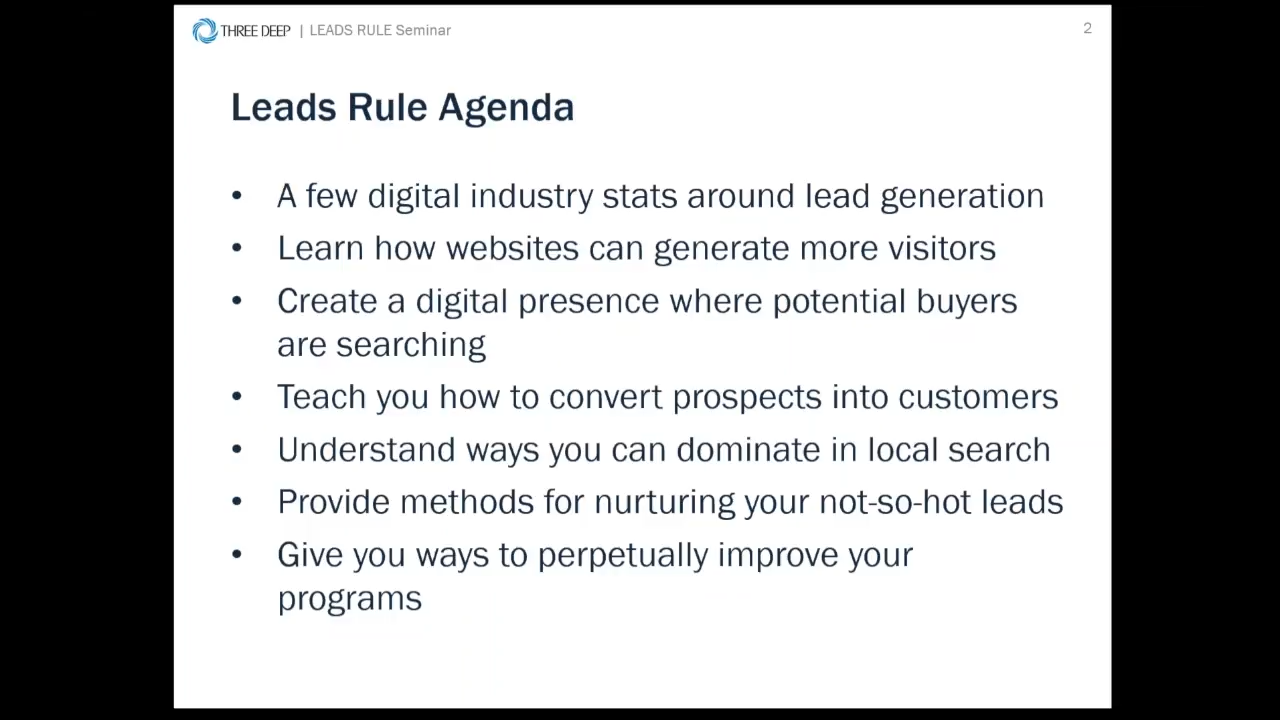 THREE DEEP | LEADS RULE Seminar
2
Leads Rule Agenda
• A few digital industry stats around lead generation
• Learn how websites can generate more visitors
• Create a digital presence where potential buyers
are searching
• Teach you how to convert prospects into customers
• Understand ways you can dominate in local search
• Provide methods for nurturing your not-so-hot leads
• Give you ways to perpetually improve your
programs